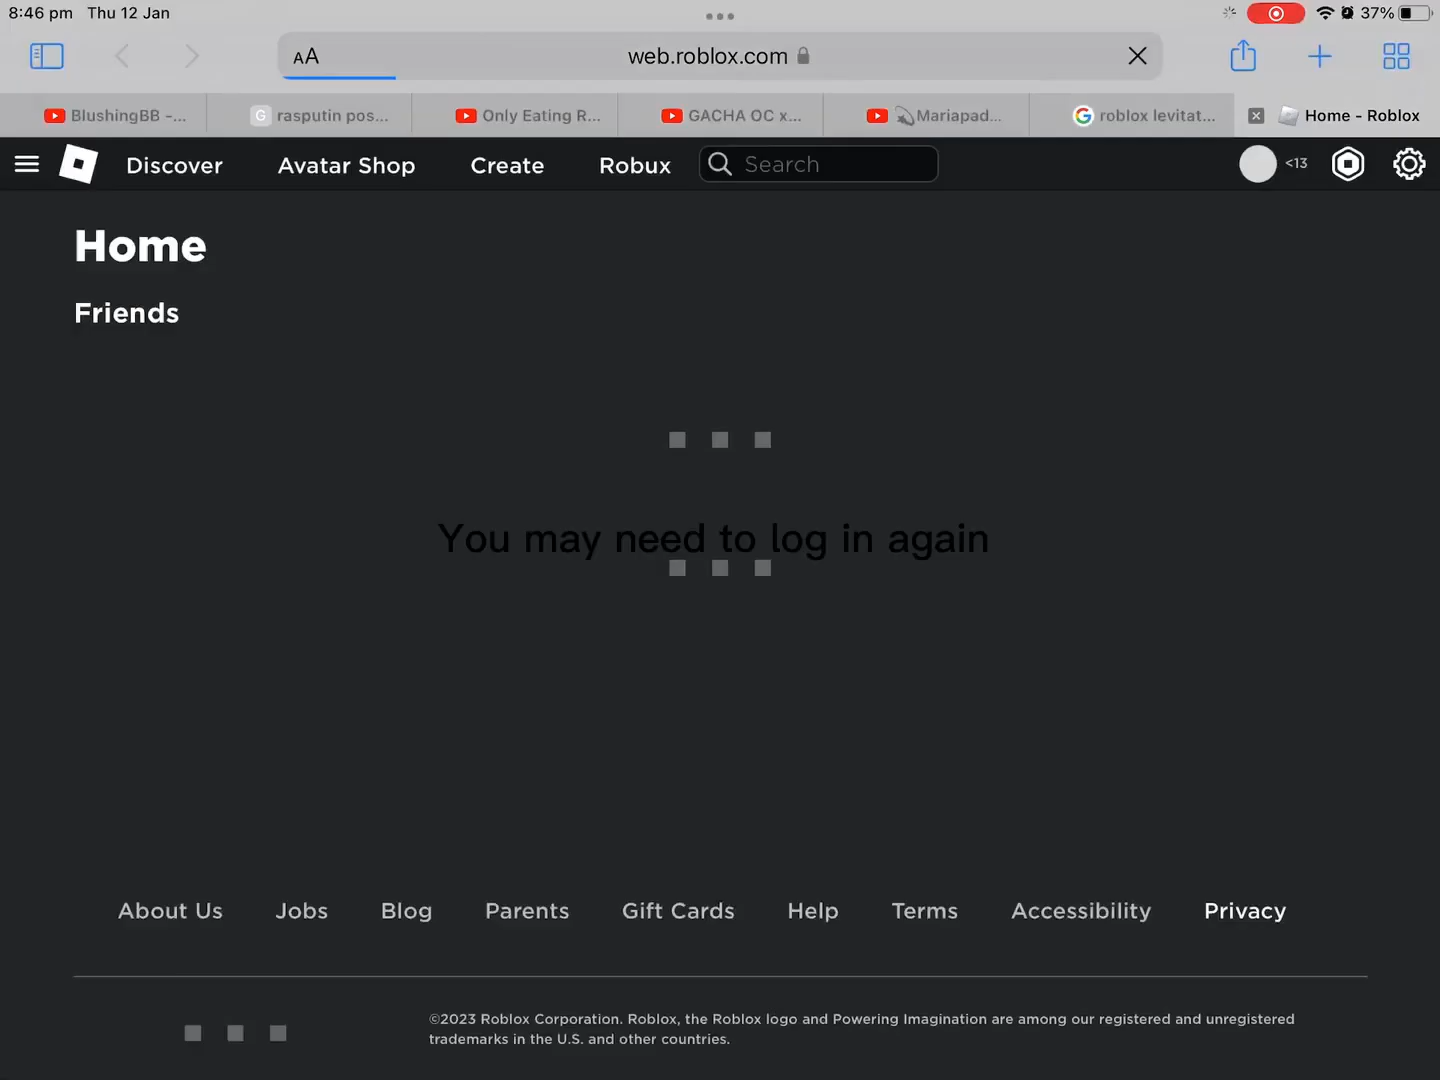 8:46 pm Thu 12 Jan
37%
AA web.roblox.com
BlushingBB -... rasputin pos... Only Eating R... GACHA OC x... Mariapad... roblox levitat... Home - Roblox
Discover Avatar Shop Create Robux Search <13
Home
Friends
You may need to log in again
About Us Jobs Blog Parents Gift Cards Help Terms Accessibility Privacy
©2023 Roblox Corporation. Roblox, the Roblox logo and Powering Imagination are among our registered and unregistered
trademarks in the U.S. and other countries.